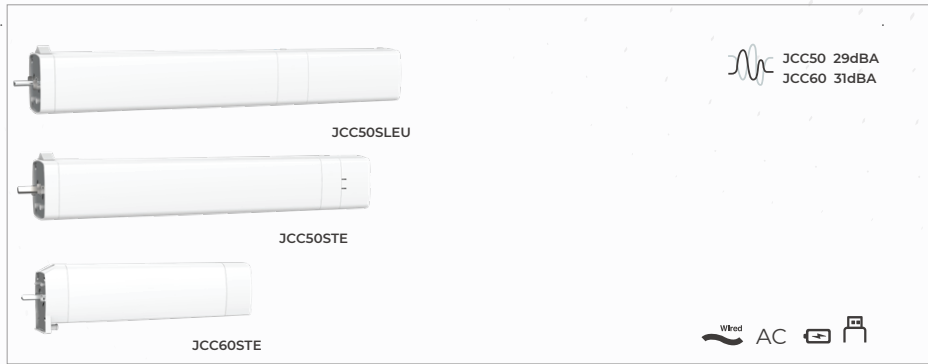 JCC50 29dBA
JCC60 31dBA
JCC50SLEU
JCC50STE
JCC60STE
Wired
AC